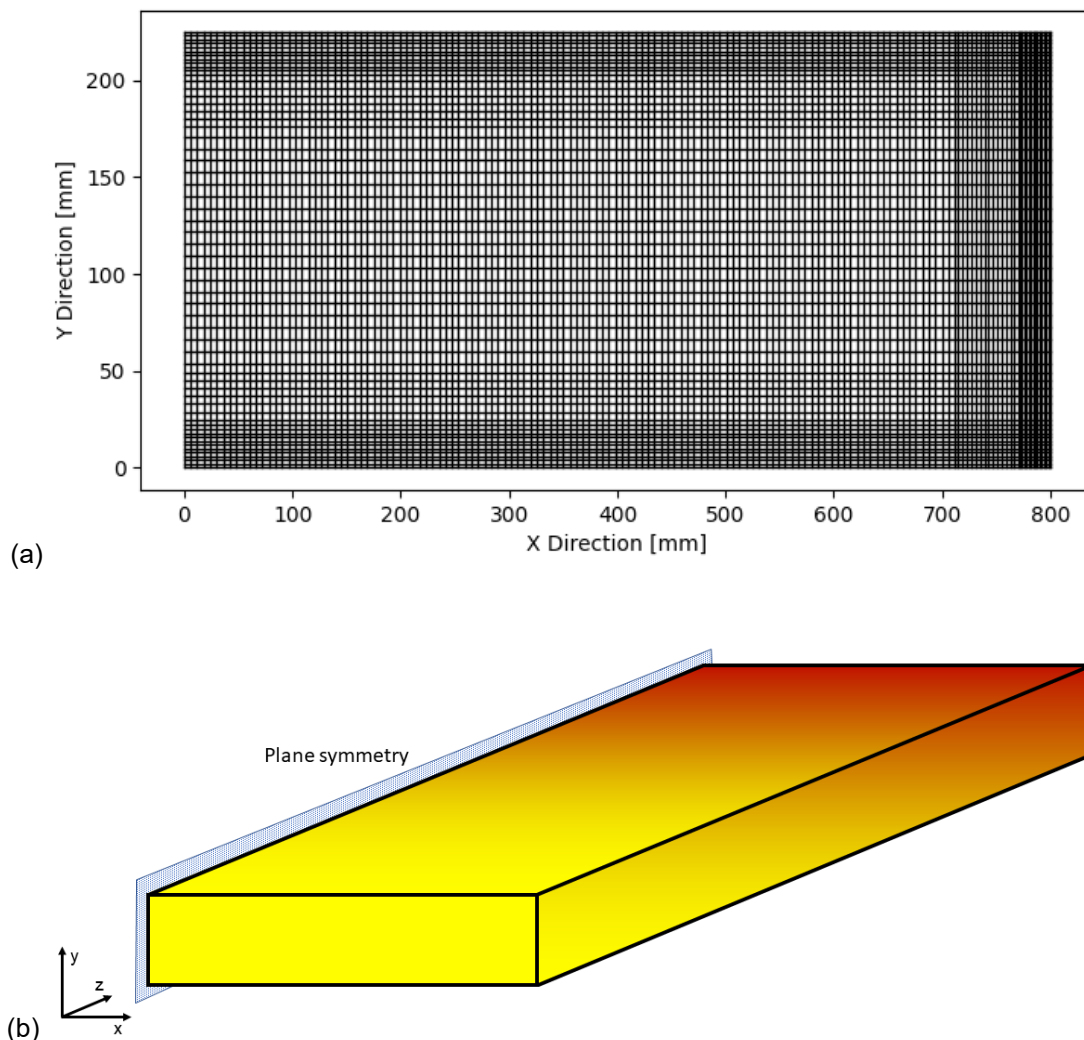 200
150
100
50
0
Y Direction [mm]
0 100 200 300 400 500 600 700 800
X Direction [mm]
(a)
Plane symmetry
y
z
x
(b)